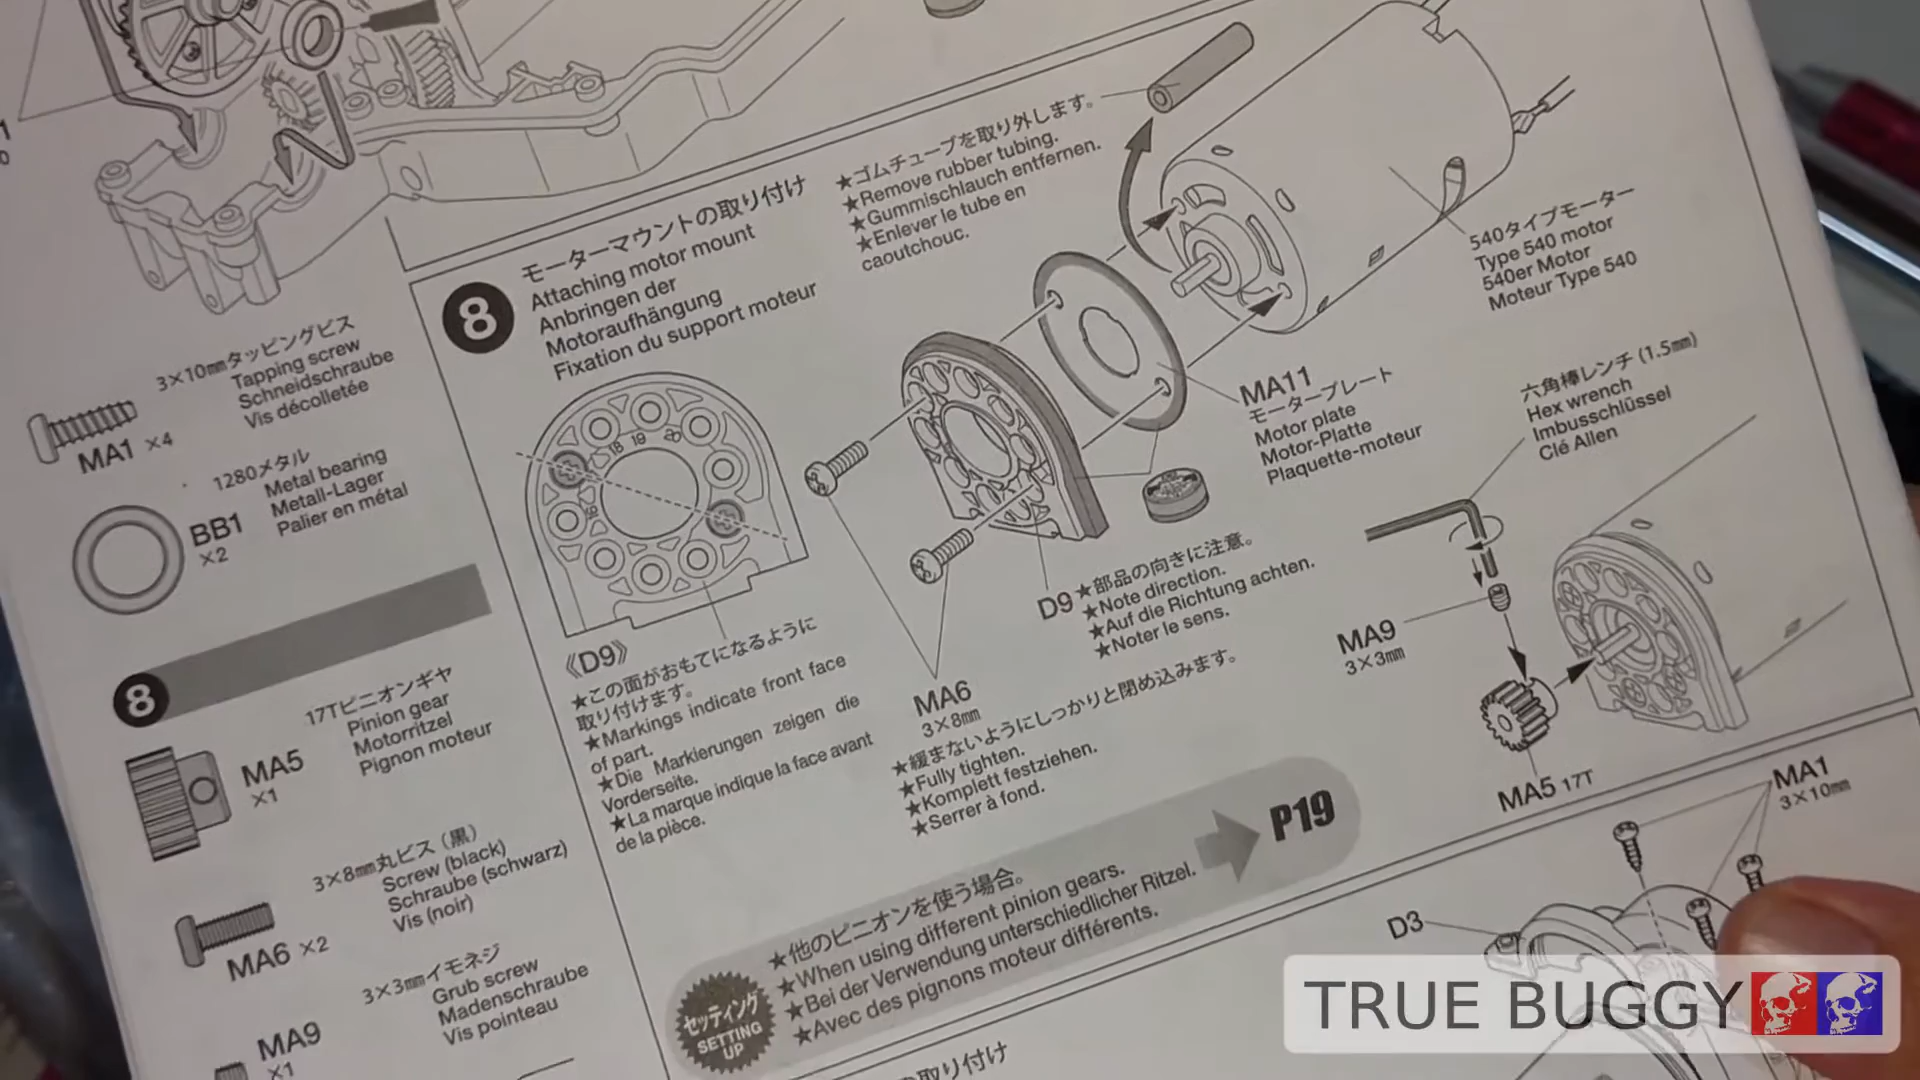 3×10㎜タッピングビス
Tapping screw
Schneidschraube
Vis décolletée
MA1 ×4
1280メタル
Metal bearing
Metall-Lager
Palier en métal
BB1
×2
8
17Tピニオンギヤ
Pinion gear
Motorritzel
Pignon moteur
MA5
×1
3×8㎜丸ビス（黒）
Screw (black)
Schraube (schwarz)
Vis (noir)
MA6 ×2
3×3㎜イモネジ
Grub screw
Madenschraube
Vis pointeau
MA9
×1
8
モーターマウントの取り付け
Attaching motor mount
Anbringen der
Motoraufhängung
Fixation du support moteur
★ゴムチューブを取り外します。
★Remove rubber tubing.
★Gummischlauch entfernen.
★Enlever le tube en
caoutchouc.
540タイプモーター
Type 540 motor
540er Motor
Moteur Type 540
MA11
モータープレート
Motor plate
Motor-Platte
Plaquette-moteur
六角棒レンチ (1.5㎜)
Hex wrench
Imbusschlüssel
Clé Allen
16 18 19 20
《D9》
★この面がおもてになるように
取り付けます。
★Markings indicate front face
of part.
★Die Markierungen zeigen die
Vorderseite.
★La marque indique la face avant
de la pièce.
D9
★部品の向きに注意。
★Note direction.
★Auf die Richtung achten.
★Noter le sens.
MA6
3×8㎜
★緩まないようにしっかりと閉め込みます。
★Fully tighten.
★Komplett festziehen.
★Serrer à fond.
MA9
3×3㎜
MA5 17T
セッティング
SETTING
UP
★他のピニオンを使う場合。
★When using different pinion gears.
★Bei der Verwendung unterschiedlicher Ritzel.
★Avec des pignons moteur différents.
P19
MA1
3×10㎜
D3
取り付け
TRUE BUGGY